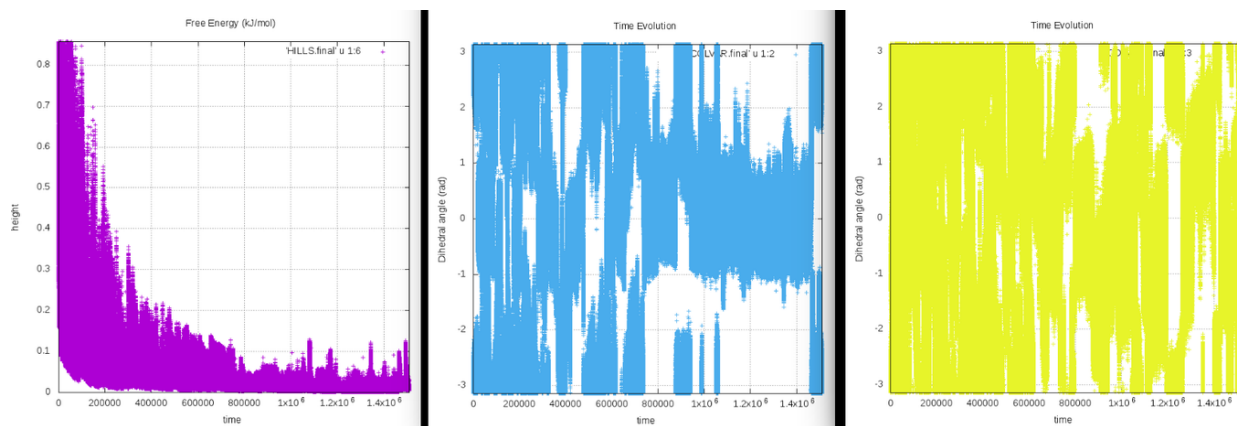 Free Energy (kJ/mol)
'HILLS.final' u 1:6
0.8
0.7
0.6
0.5
0.4
0.3
0.2
0.1
0
height
0 200000 400000 600000 800000 1x10^6 1.2x10^6 1.4x10^6
time
Time Evolution
u 1:2
3
2
1
0
-1
-2
-3
Dihedral angle (rad)
0 200000 400000 600000 800000 1x10^6 1.2x10^6 1.4x10^6
time
Time Evolution
3
2
1
0
-1
-2
-3
Dihedral angle (rad)
200000 400000 600000 800000 1x10^6 1.2x10^6 1.4x10^6
time